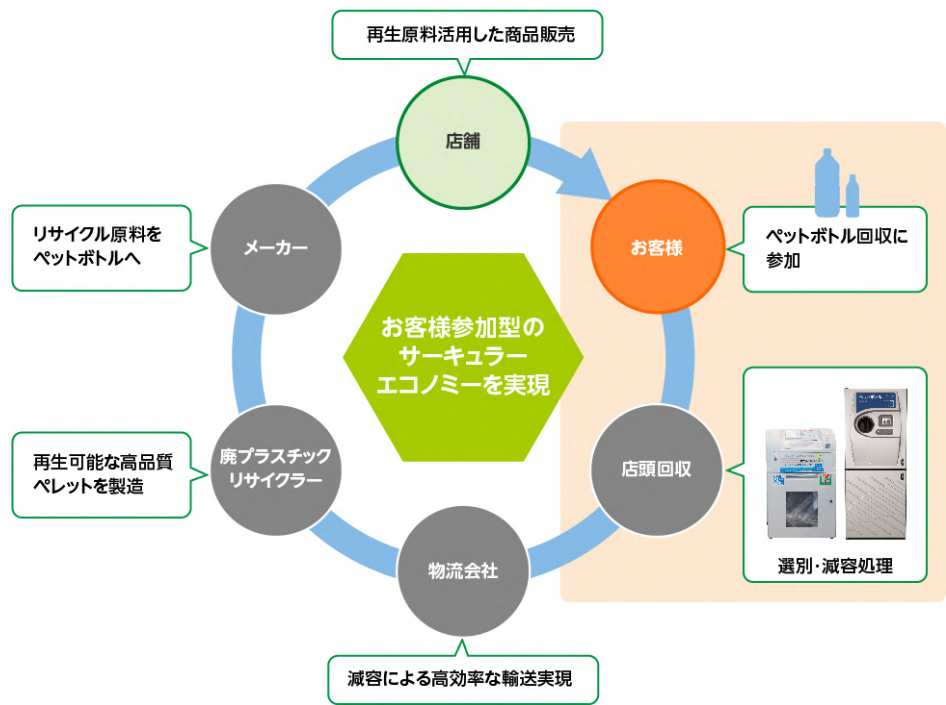 再生原料活用した商品販売
店舗
お客様
ペットボトル回収に
参加
店頭回収
ペットボトル
選別・減容処理
物流会社
減容による高効率な輸送実現
廃プラスチック
リサイクラー
再生可能な高品質
ペレットを製造
メーカー
リサイクル原料を
ペットボトルへ
お客様参加型の
サーキュラー
エコノミーを実現